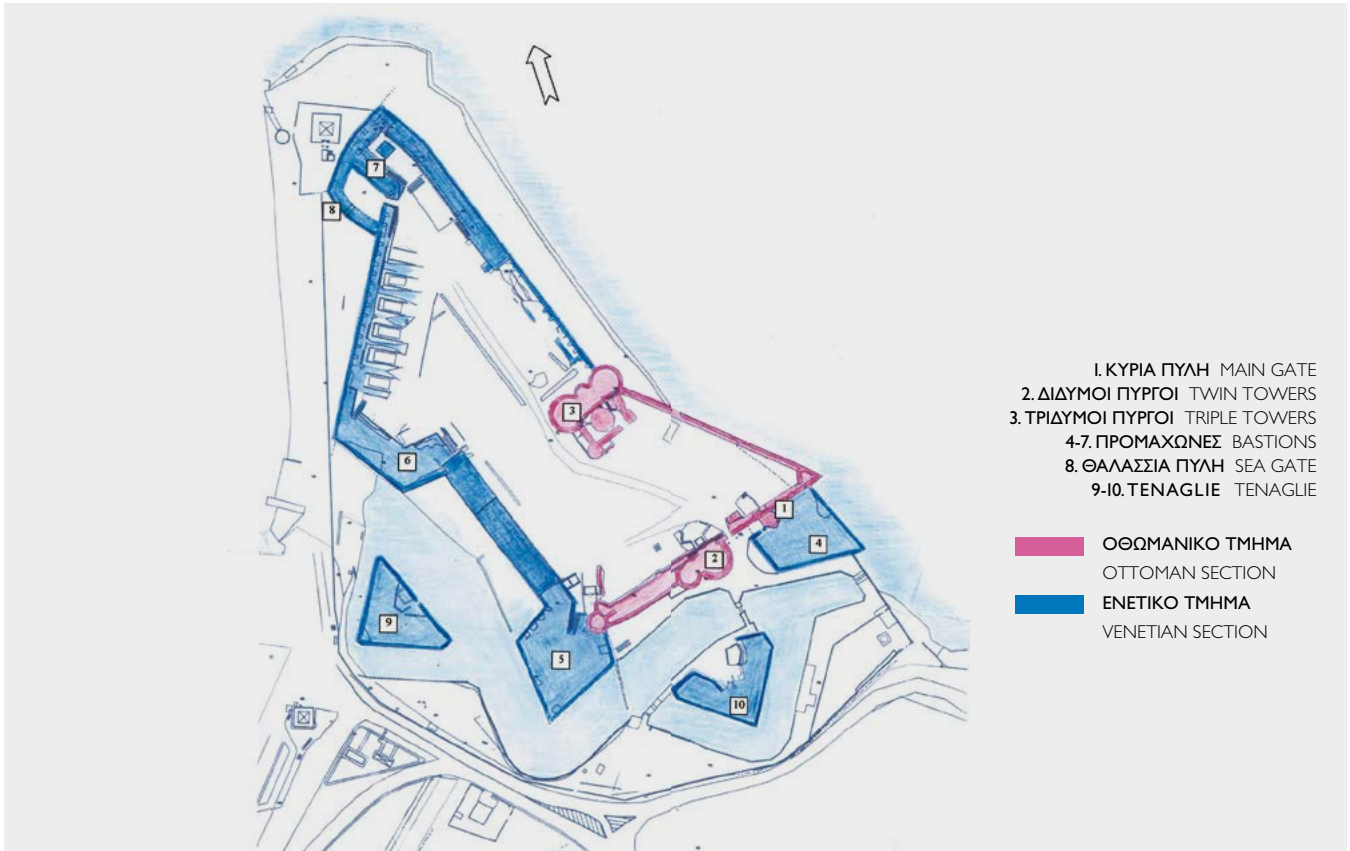 7
8
3
6
1
4
2
9
5
10
1. ΚΥΡΙΑ ΠΥΛΗ MAIN GATE
2. ΔΙΔΥΜΟΙ ΠΥΡΓΟΙ TWIN TOWERS
3. ΤΡΙΔΥΜΟΙ ΠΥΡΓΟΙ TRIPLE TOWERS
4-7. ΠΡΟΜΑΧΩΝΕΣ BASTIONS
8. ΘΑΛΑΣΣΙΑ ΠΥΛΗ SEA GATE
9-10. TENAGLIE TENAGLIE
ΟΘΩΜΑΝΙΚΟ ΤΜΗΜΑ
OTTOMAN SECTION
ΕΝΕΤΙΚΟ ΤΜΗΜΑ
VENETIAN SECTION